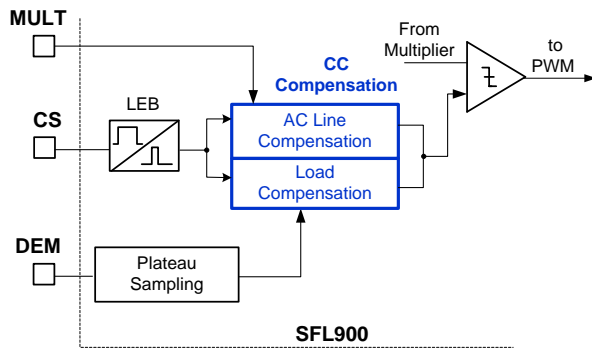 MULT
From
Multiplier
to
PWM
CC
Compensation
CS
LEB
AC Line
Compensation
Load
Compensation
DEM
Plateau
Sampling
SFL900